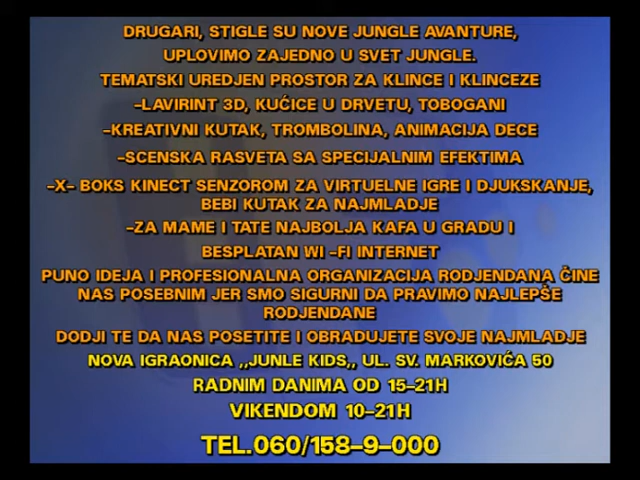 DRUGARI, STIGLE SU NOVE JUNGLE AVANTURE,
UPLOVIMO ZAJEDNO U SVET JUNGLE.
TEMATSKI UREDJEN PROSTOR ZA KLINCE I KLINCEZE
–LAVIRINT 3D, KUĆICE U DRVETU, TOBOGANI
–KREATIVNI KUTAK, TROMBOLINA, ANIMACIJA DECE
–SCENSKA RASVETA SA SPECIJALNIM EFEKTIMA
–X– BOKS KINECT SENZOROM ZA VIRTUELNE IGRE I DJUKSKANJE,
BEBI KUTAK ZA NAJMLADJE
–ZA MAME I TATE NAJBOLJA KAFA U GRADU I
BESPLATAN WI –FI INTERNET
PUNO IDEJA I PROFESIONALNA ORGANIZACIJA RODJENDANA ČINE
NAS POSEBNIM JER SMO SIGURNI DA PRAVIMO NAJLEPŠE
RODJENDANE
DODJI TE DA NAS POSETITE I OBRADUJETE SVOJE NAJMLADJE
NOVA IGRAONICA ,,JUNLE KIDS,, UL. SV. MARKOVIĆA 50
RADNIM DANIMA OD 15–21H
VIKENDOM 10–21H
TEL.060/158–9–000